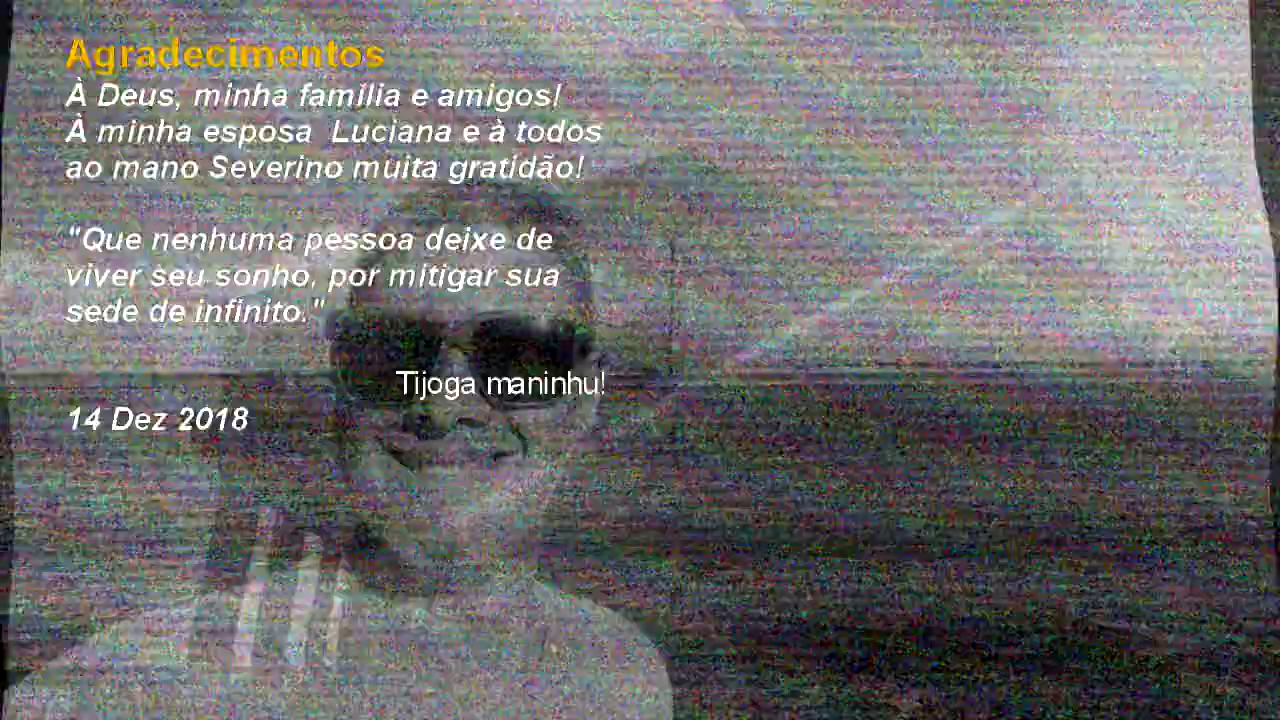 Agradecimentos
À Deus, minha família e amigos!
À minha esposa Luciana e à todos
ao mano Severino muita gratidão!
"Que nenhuma pessoa deixe de
viver seu sonho, por mitigar sua
sede de infinito."
Tijoga maninhu!
14 Dez 2018